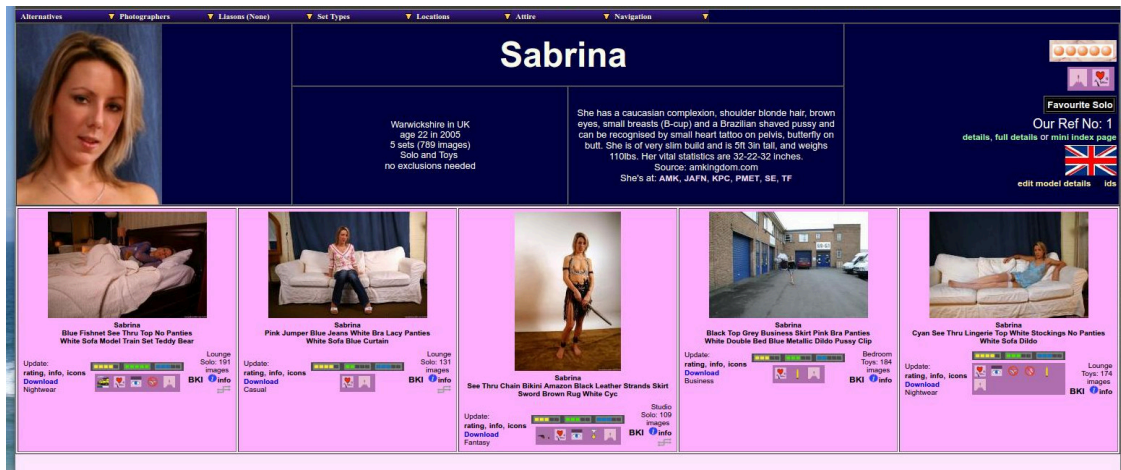 Alternatives
Photographers
Liasons (None)
Set Types
Locations
Attire
Navigation
Sabrina
Warwickshire in UK
age 22 in 2005
5 sets (789 images)
Solo and Toys
no exclusions needed
She has a caucasian complexion, shoulder blonde hair, brown
eyes, small breasts (B-cup) and a Brazilian shaved pussy and
can be recognised by small heart tattoo on pelvis, butterfly on
butt. She is of very slim build and is 5ft 3in tall, and weighs
110lbs. Her vital statistics are 32-22-32 inches.
Source: amkingdom.com
She's at: AMK, JAFN, KPC, PMET, SE, TF
Favourite Solo
Our Ref No: 1
details, full details or mini index page
edit model details ids
Sabrina
Blue Fishnet See Thru Top No Panties
White Sofa Model Train Set Teddy Bear
Update:
rating, info, icons
Download
Nightwear
Lounge
Solo: 191
images
BKI info
Sabrina
Pink Jumper Blue Jeans White Bra Lacy Panties
White Sofa Blue Curtain
Update:
rating, info, icons
Download
Casual
Lounge
Solo: 131
images
BKI info
Sabrina
See Thru Chain Bikini Amazon Black Leather Strands Skirt
Sword Brown Rug White Cyc
Update:
rating, info, icons
Download
Fantasy
Studio
Solo: 109
images
BKI info
Sabrina
Black Top Grey Business Skirt Pink Bra Panties
White Double Bed Blue Metallic Dildo Pussy Clip
Update:
rating, info, icons
Download
Business
Bedroom
Toys: 184
images
BKI info
Sabrina
Cyan See Thru Lingerie Top White Stockings No Panties
White Sofa Dildo
Update:
rating, info, icons
Download
Nightwear
Lounge
Toys: 174
images
BKI info